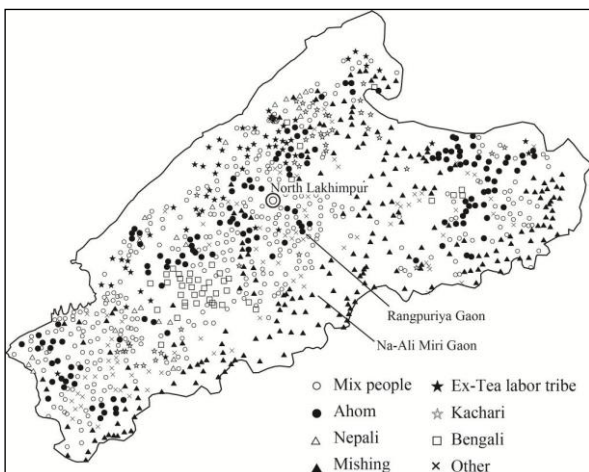 North Lakhimpur
Rangpuriya Gaon
Na-Ali Miri Gaon
Mix people
Ex-Tea labor tribe
Ahom
Kachari
Nepali
Bengali
Mishing
Other